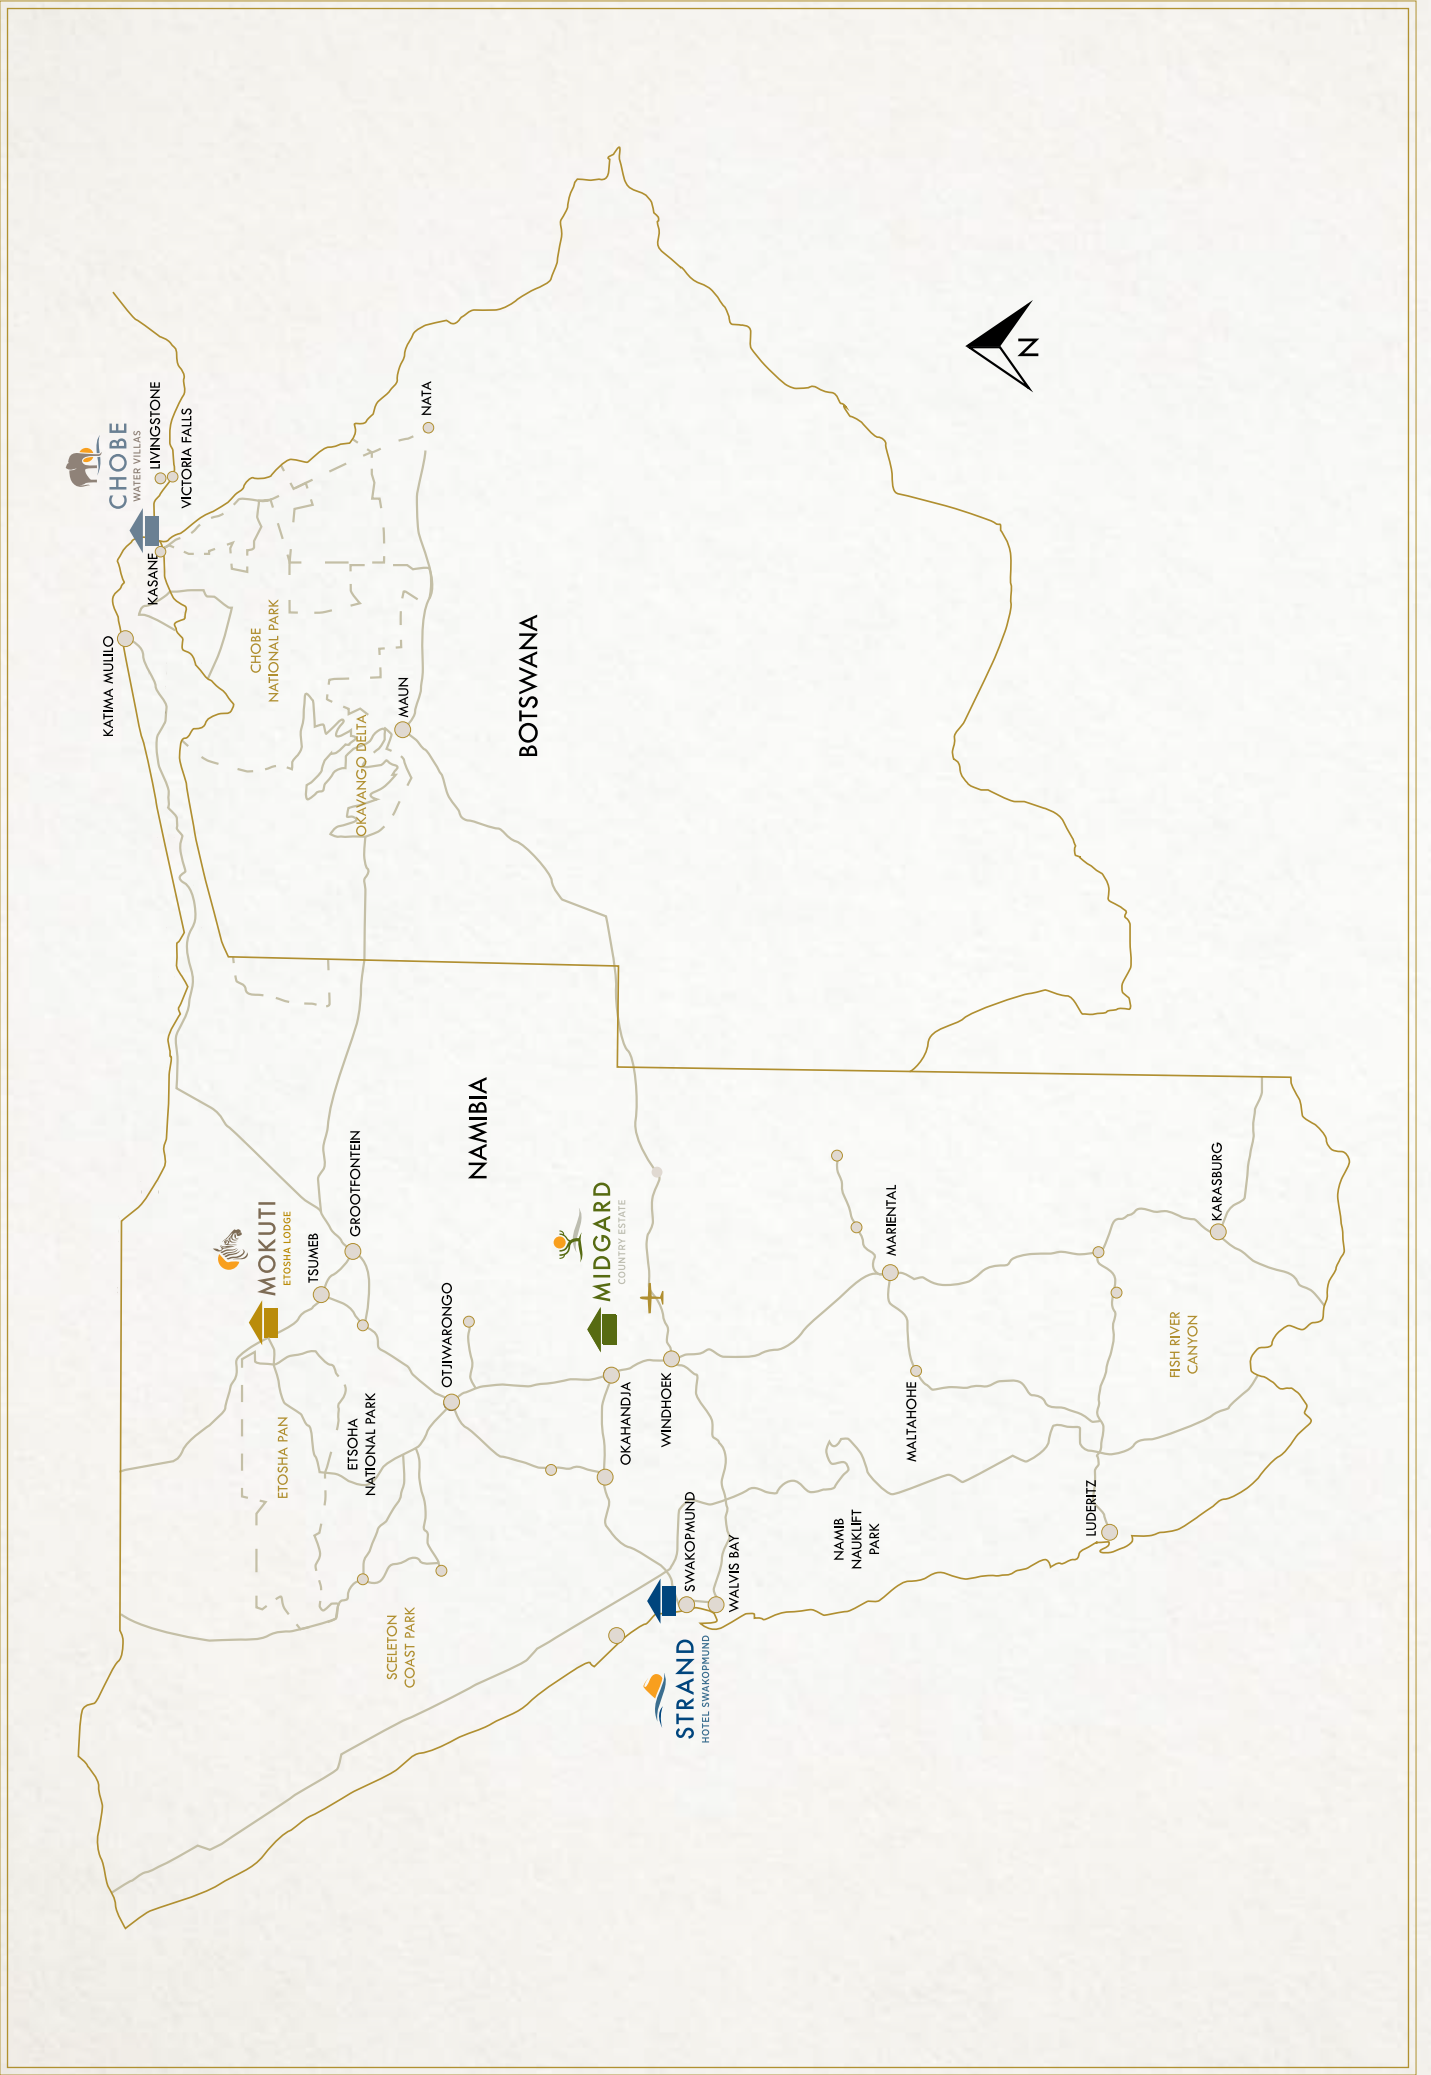 CHOBE
WATER VILLAS
LIVINGSTONE
VICTORIA FALLS
KASANE
KATIMA MULILO
NATA
CHOBE
NATIONAL PARK
MAUN
OKAVANGO DELTA
BOTSWANA
N
NAMIBIA
MOKUTI
ETOSHA LODGE
TSUMEB
GROOTFONTEIN
OTJIWARONGO
ETOSHA PAN
ETSOHA
NATIONAL PARK
MIDGARD
COUNTRY ESTATE
OKAHANDJA
WINDHOEK
SCELETON
COAST PARK
SWAKOPMUND
WALVIS BAY
STRAND
HOTEL SWAKOPMUND
NAMIB
NAUKLIFT
PARK
MARIENTAL
MALTAHOHE
LUDERITZ
KARASBURG
FISH RIVER
CANYON